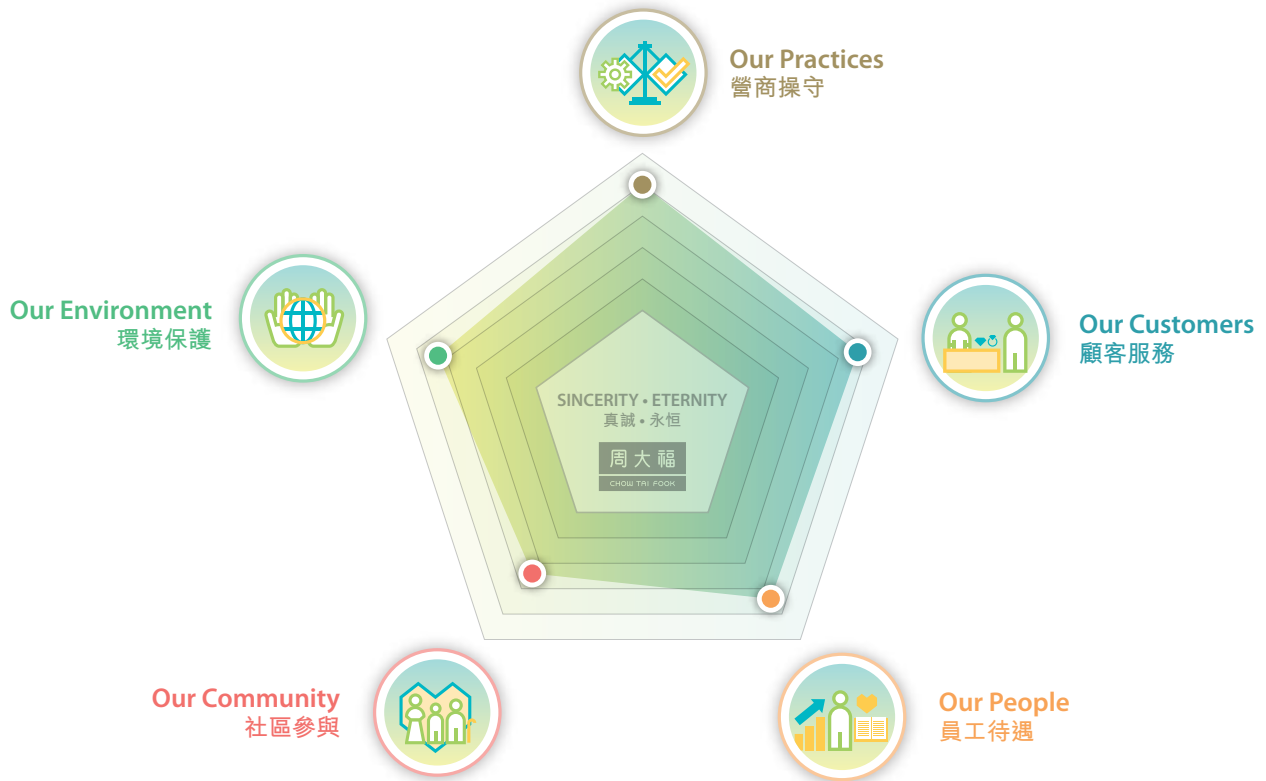 Our Practices
營商操守
Our Environment
環境保護
Our Customers
顧客服務
SINCERITY • ETERNITY
真誠 • 永恒
周大福
CHOW TAI FOOK
Our Community
社區參與
Our People
員工待遇